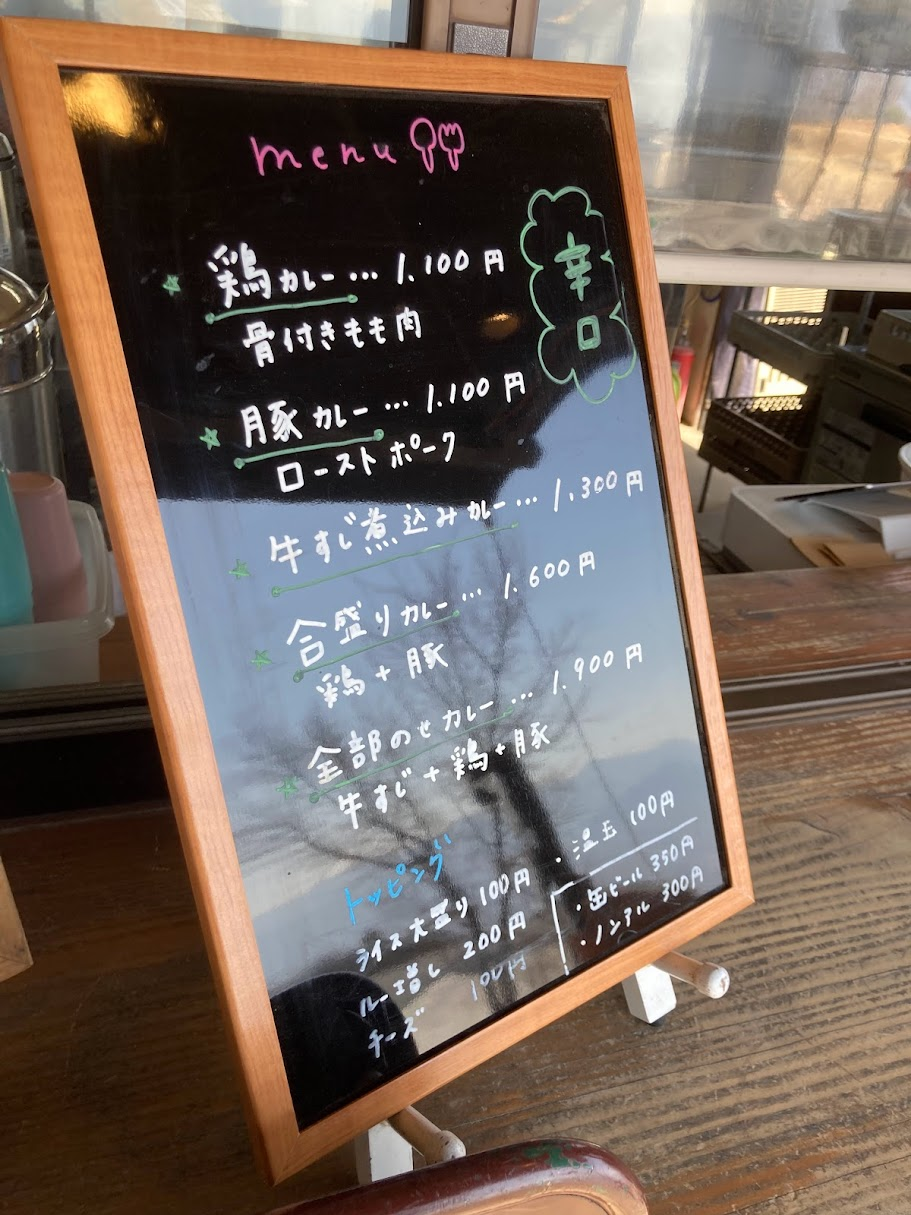 menu
辛口
鶏カレー…1.100円
骨付きもも肉
豚カレー…1.100円
ローストポーク
牛すじ煮込みカレー…1.300円
合盛りカレー…1.600円
鶏+豚
全部のせカレー…1.900円
牛すじ+鶏+豚
トッピング
ライス大盛り 100円
ルー増し 200円
チーズ 100円
・温玉 100円
・缶ビール 350円
・ノンアル 300円